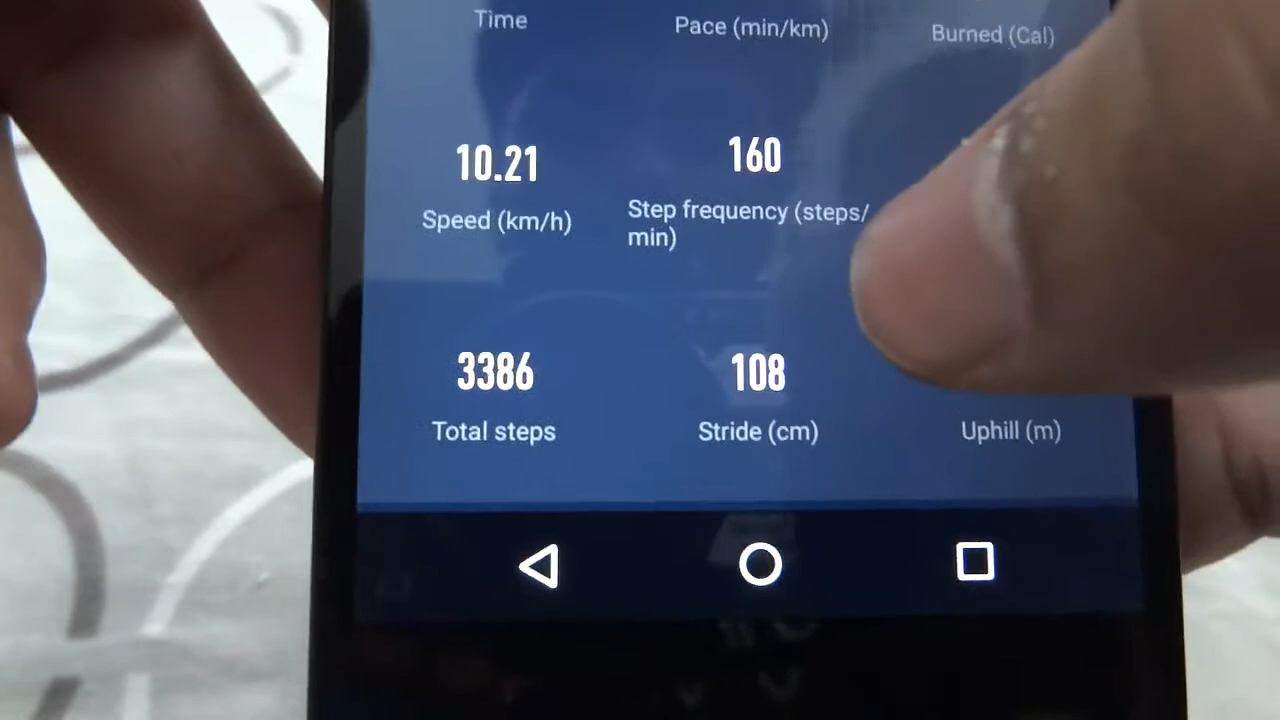 Time Pace (min/km) Burned (Cal)
10.21 160
Speed (km/h) Step frequency (steps/
min)
3386 108
Total steps Stride (cm) Uphill (m)